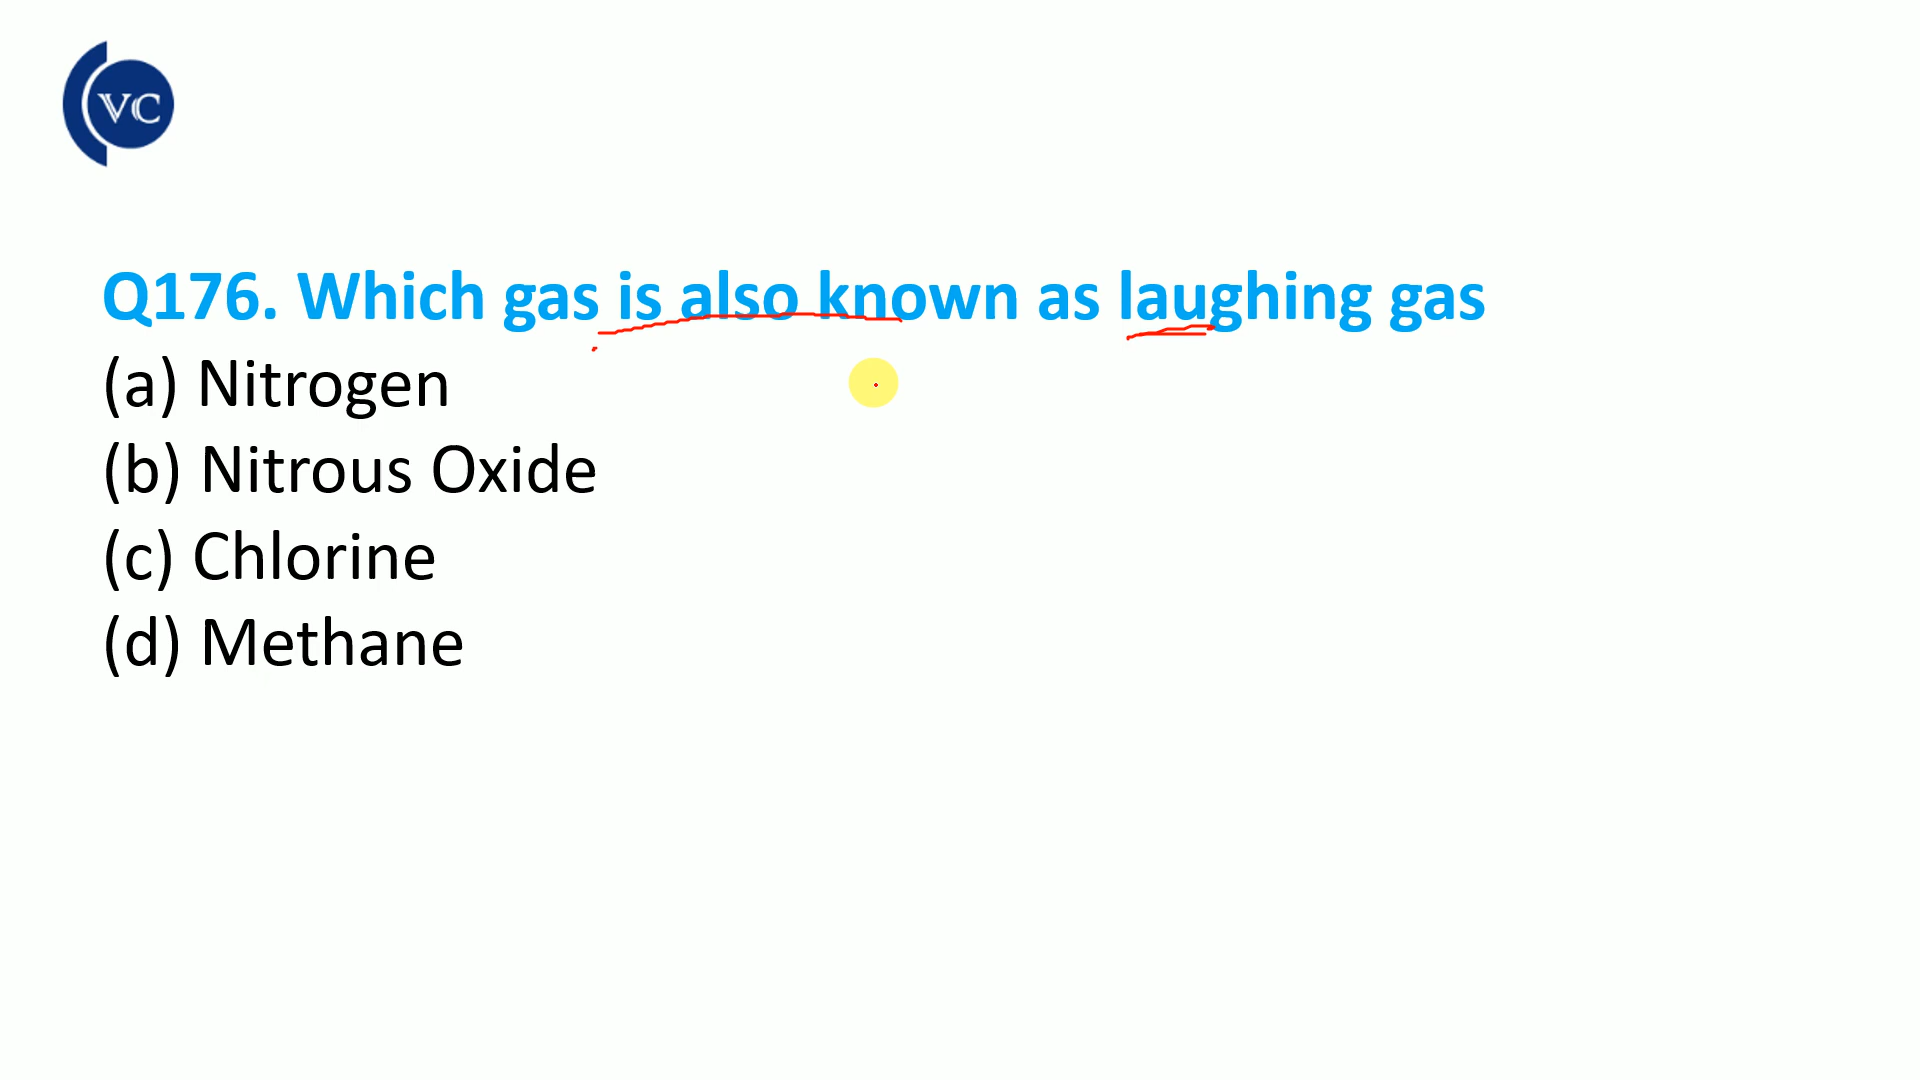 VC
Q176. Which gas is also known as laughing gas
(a) Nitrogen
(b) Nitrous Oxide
(c) Chlorine
(d) Methane